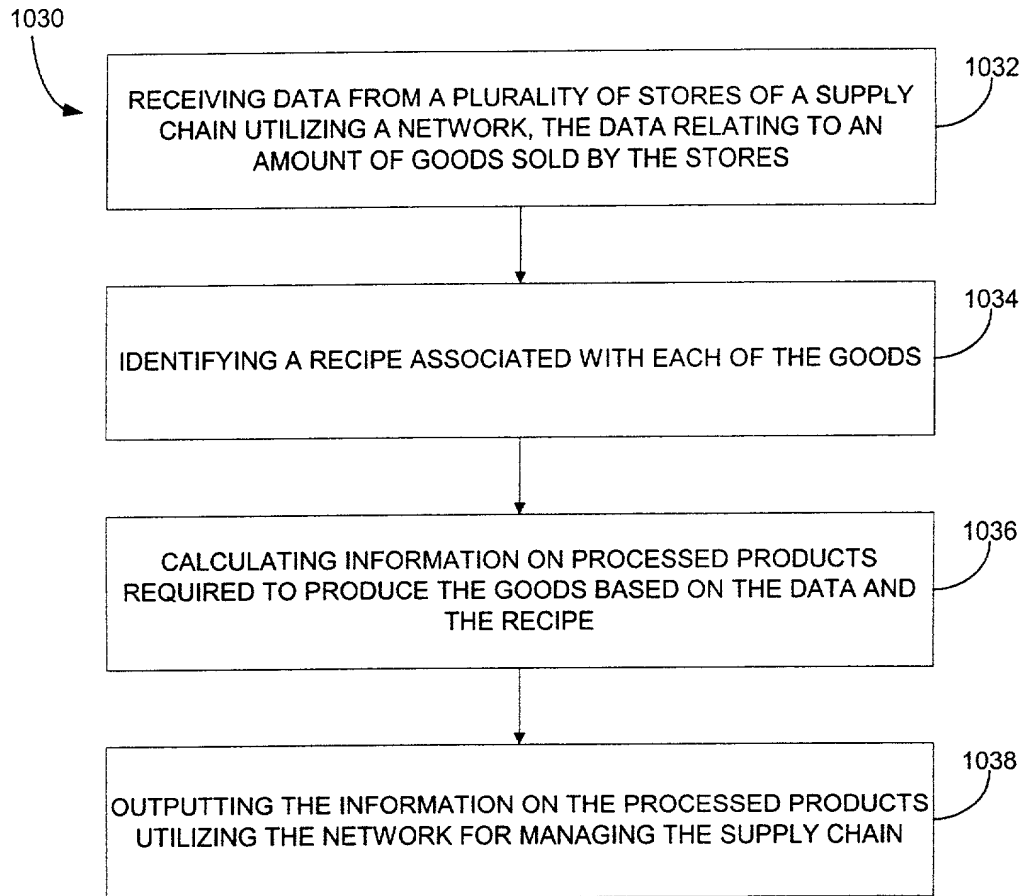 1030
1032
RECEIVING DATA FROM A PLURALITY OF STORES OF A SUPPLY
CHAIN UTILIZING A NETWORK, THE DATA RELATING TO AN
AMOUNT OF GOODS SOLD BY THE STORES
1034
IDENTIFYING A RECIPE ASSOCIATED WITH EACH OF THE GOODS
1036
CALCULATING INFORMATION ON PROCESSED PRODUCTS
REQUIRED TO PRODUCE THE GOODS BASED ON THE DATA AND
THE RECIPE
1038
OUTPUTTING THE INFORMATION ON THE PROCESSED PRODUCTS
UTILIZING THE NETWORK FOR MANAGING THE SUPPLY CHAIN